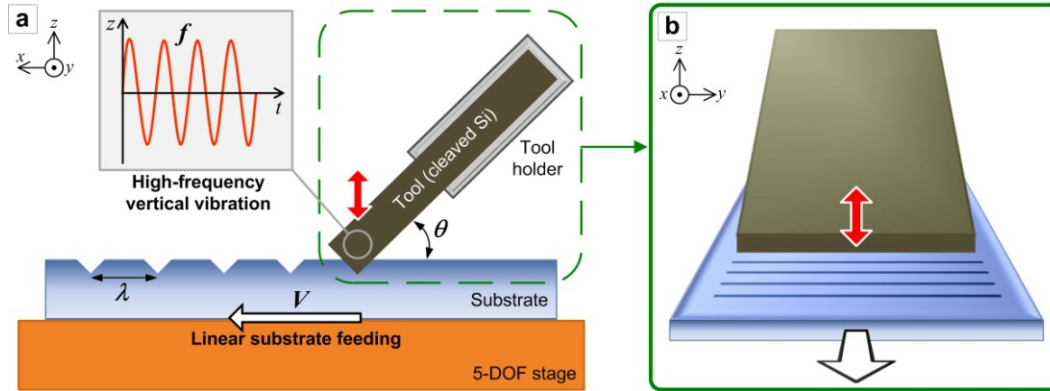 a
z
x
y
z
f
t
High-frequency
vertical vibration
Tool (cleaved Si)
Tool
holder
θ
λ
V
Substrate
Linear substrate feeding
5-DOF stage
b
z
x
y